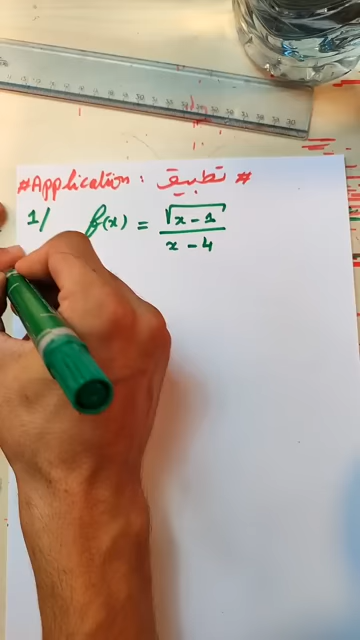 #Application: تطبيق #
1/ f(x) = √(x - 1) / (x - 4)